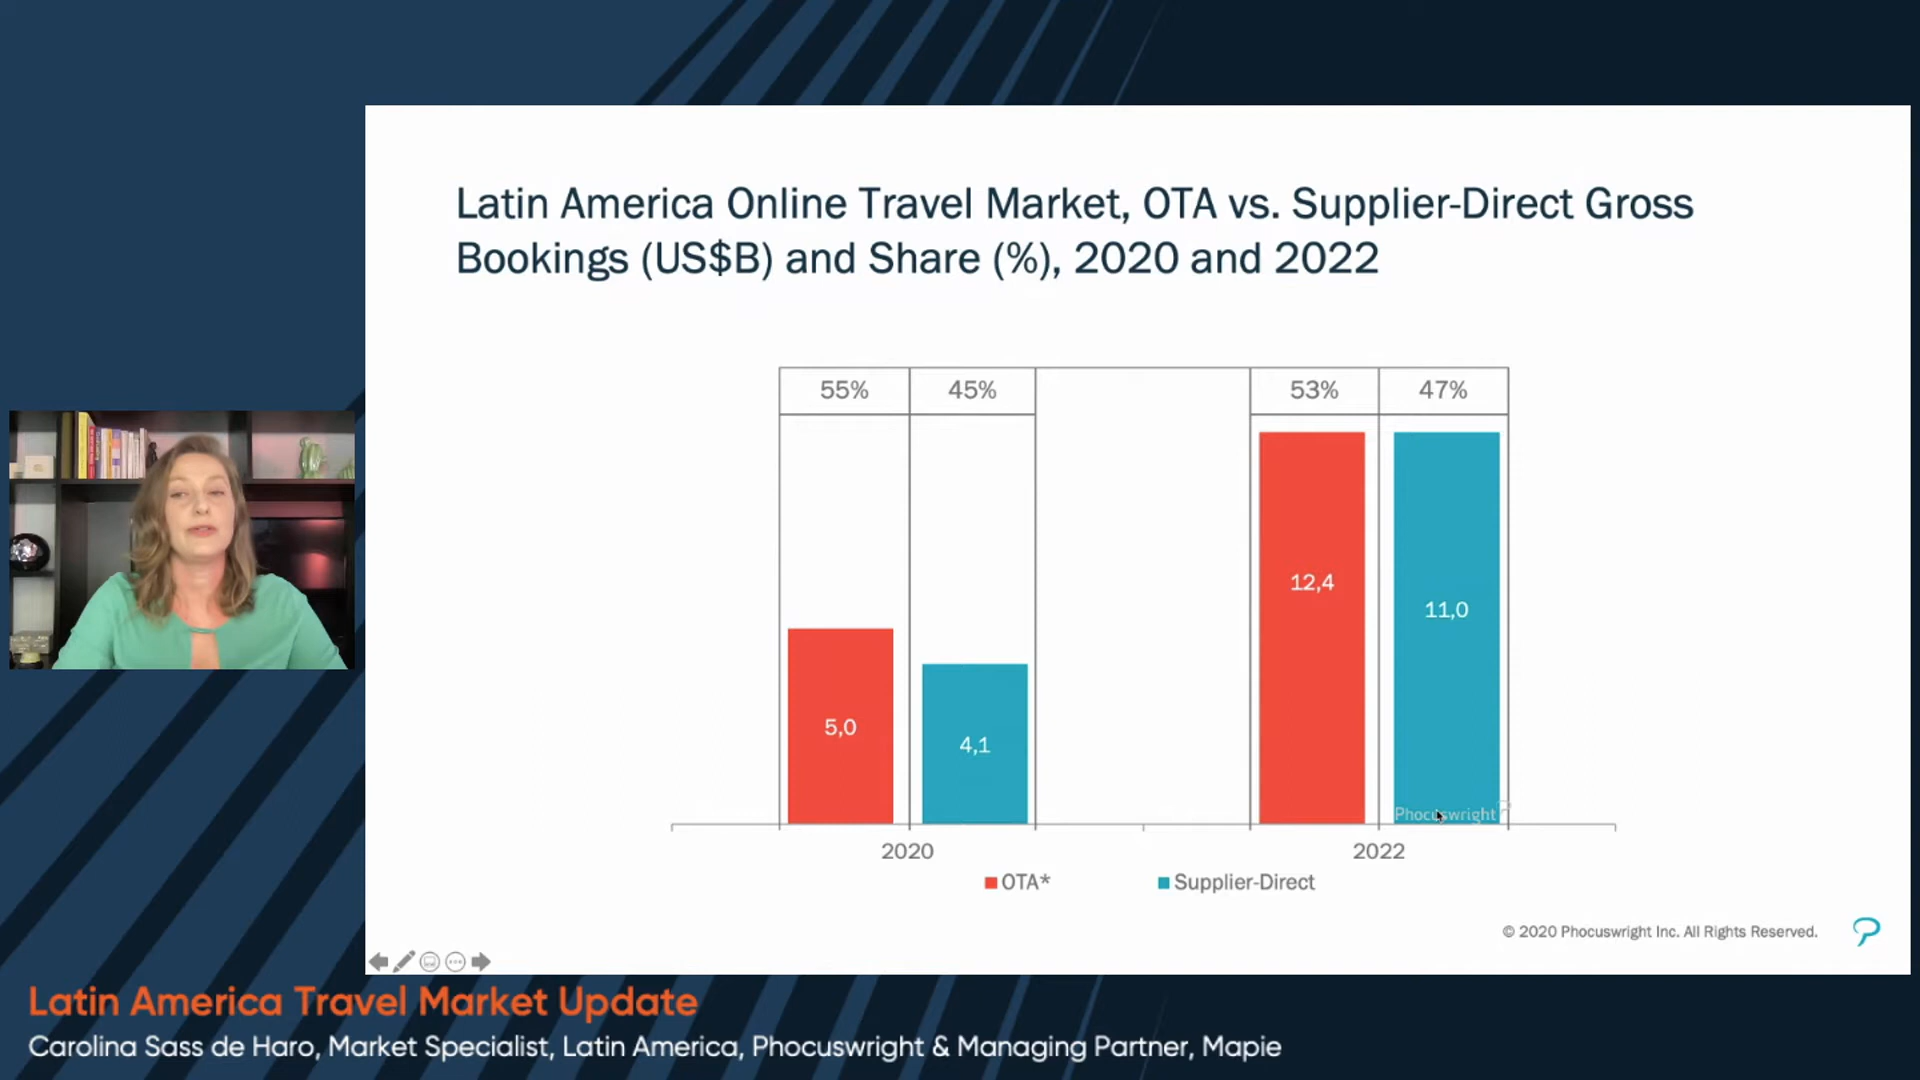 Latin America Online Travel Market, OTA vs. Supplier-Direct Gross
Bookings (US$B) and Share (%), 2020 and 2022
55%
45%
53%
47%
12,4
11,0
5,0
4,1
Phocuswright
2020
2022
OTA*
Supplier-Direct
© 2020 Phocuswright Inc. All Rights Reserved.
Latin America Travel Market Update
Carolina Sass de Haro, Market Specialist, Latin America, Phocuswright & Managing Partner, Mapie